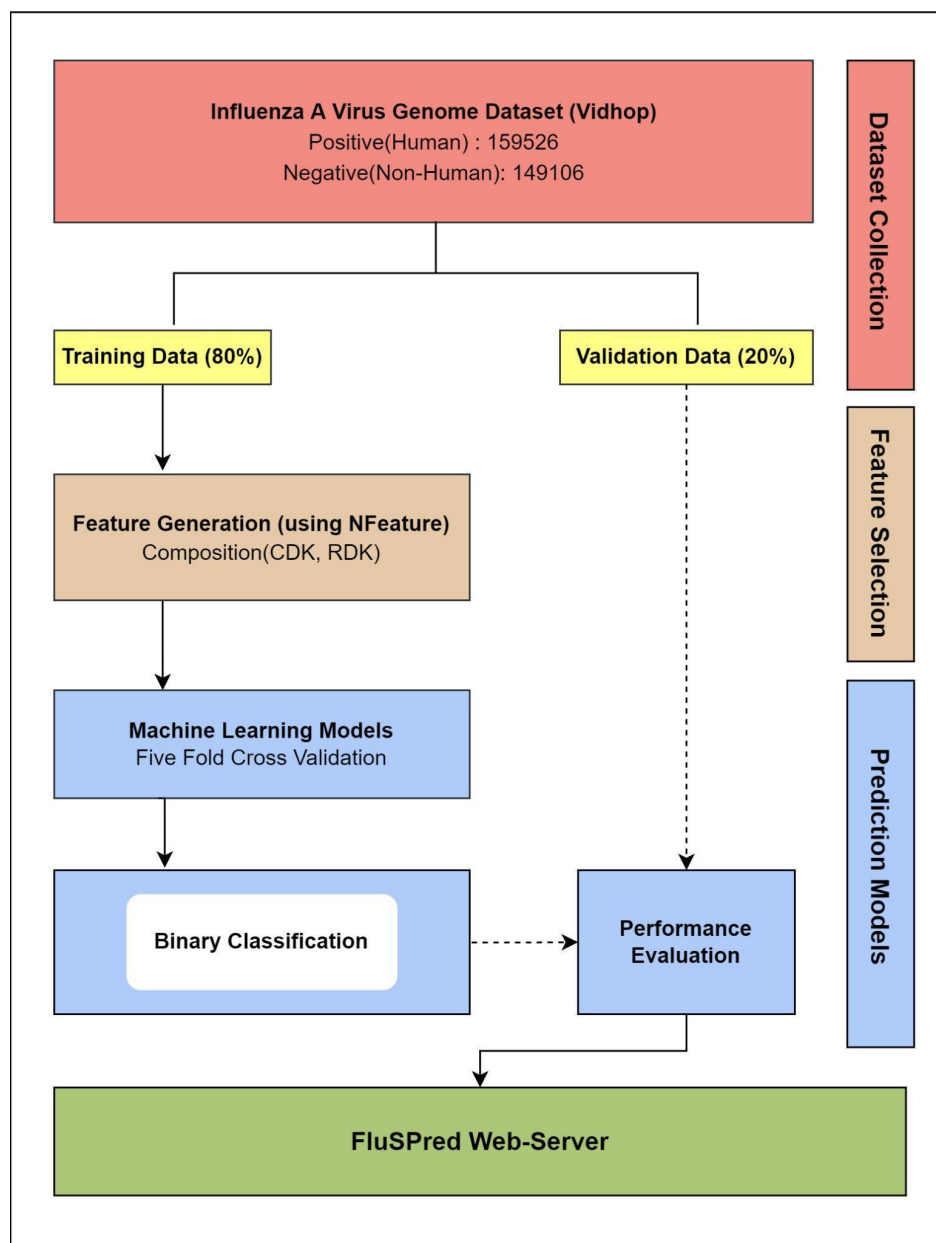 Influenza A Virus Genome Dataset (Vidhop)
Positive(Human) : 159526
Negative(Non-Human): 149106
Dataset Collection
Training Data (80%)
Validation Data (20%)
Feature Generation (using NFeature)
Composition(CDK, RDK)
Feature Selection
Machine Learning Models
Five Fold Cross Validation
Prediction Models
Binary Classification
Performance
Evaluation
FluSPred Web-Server